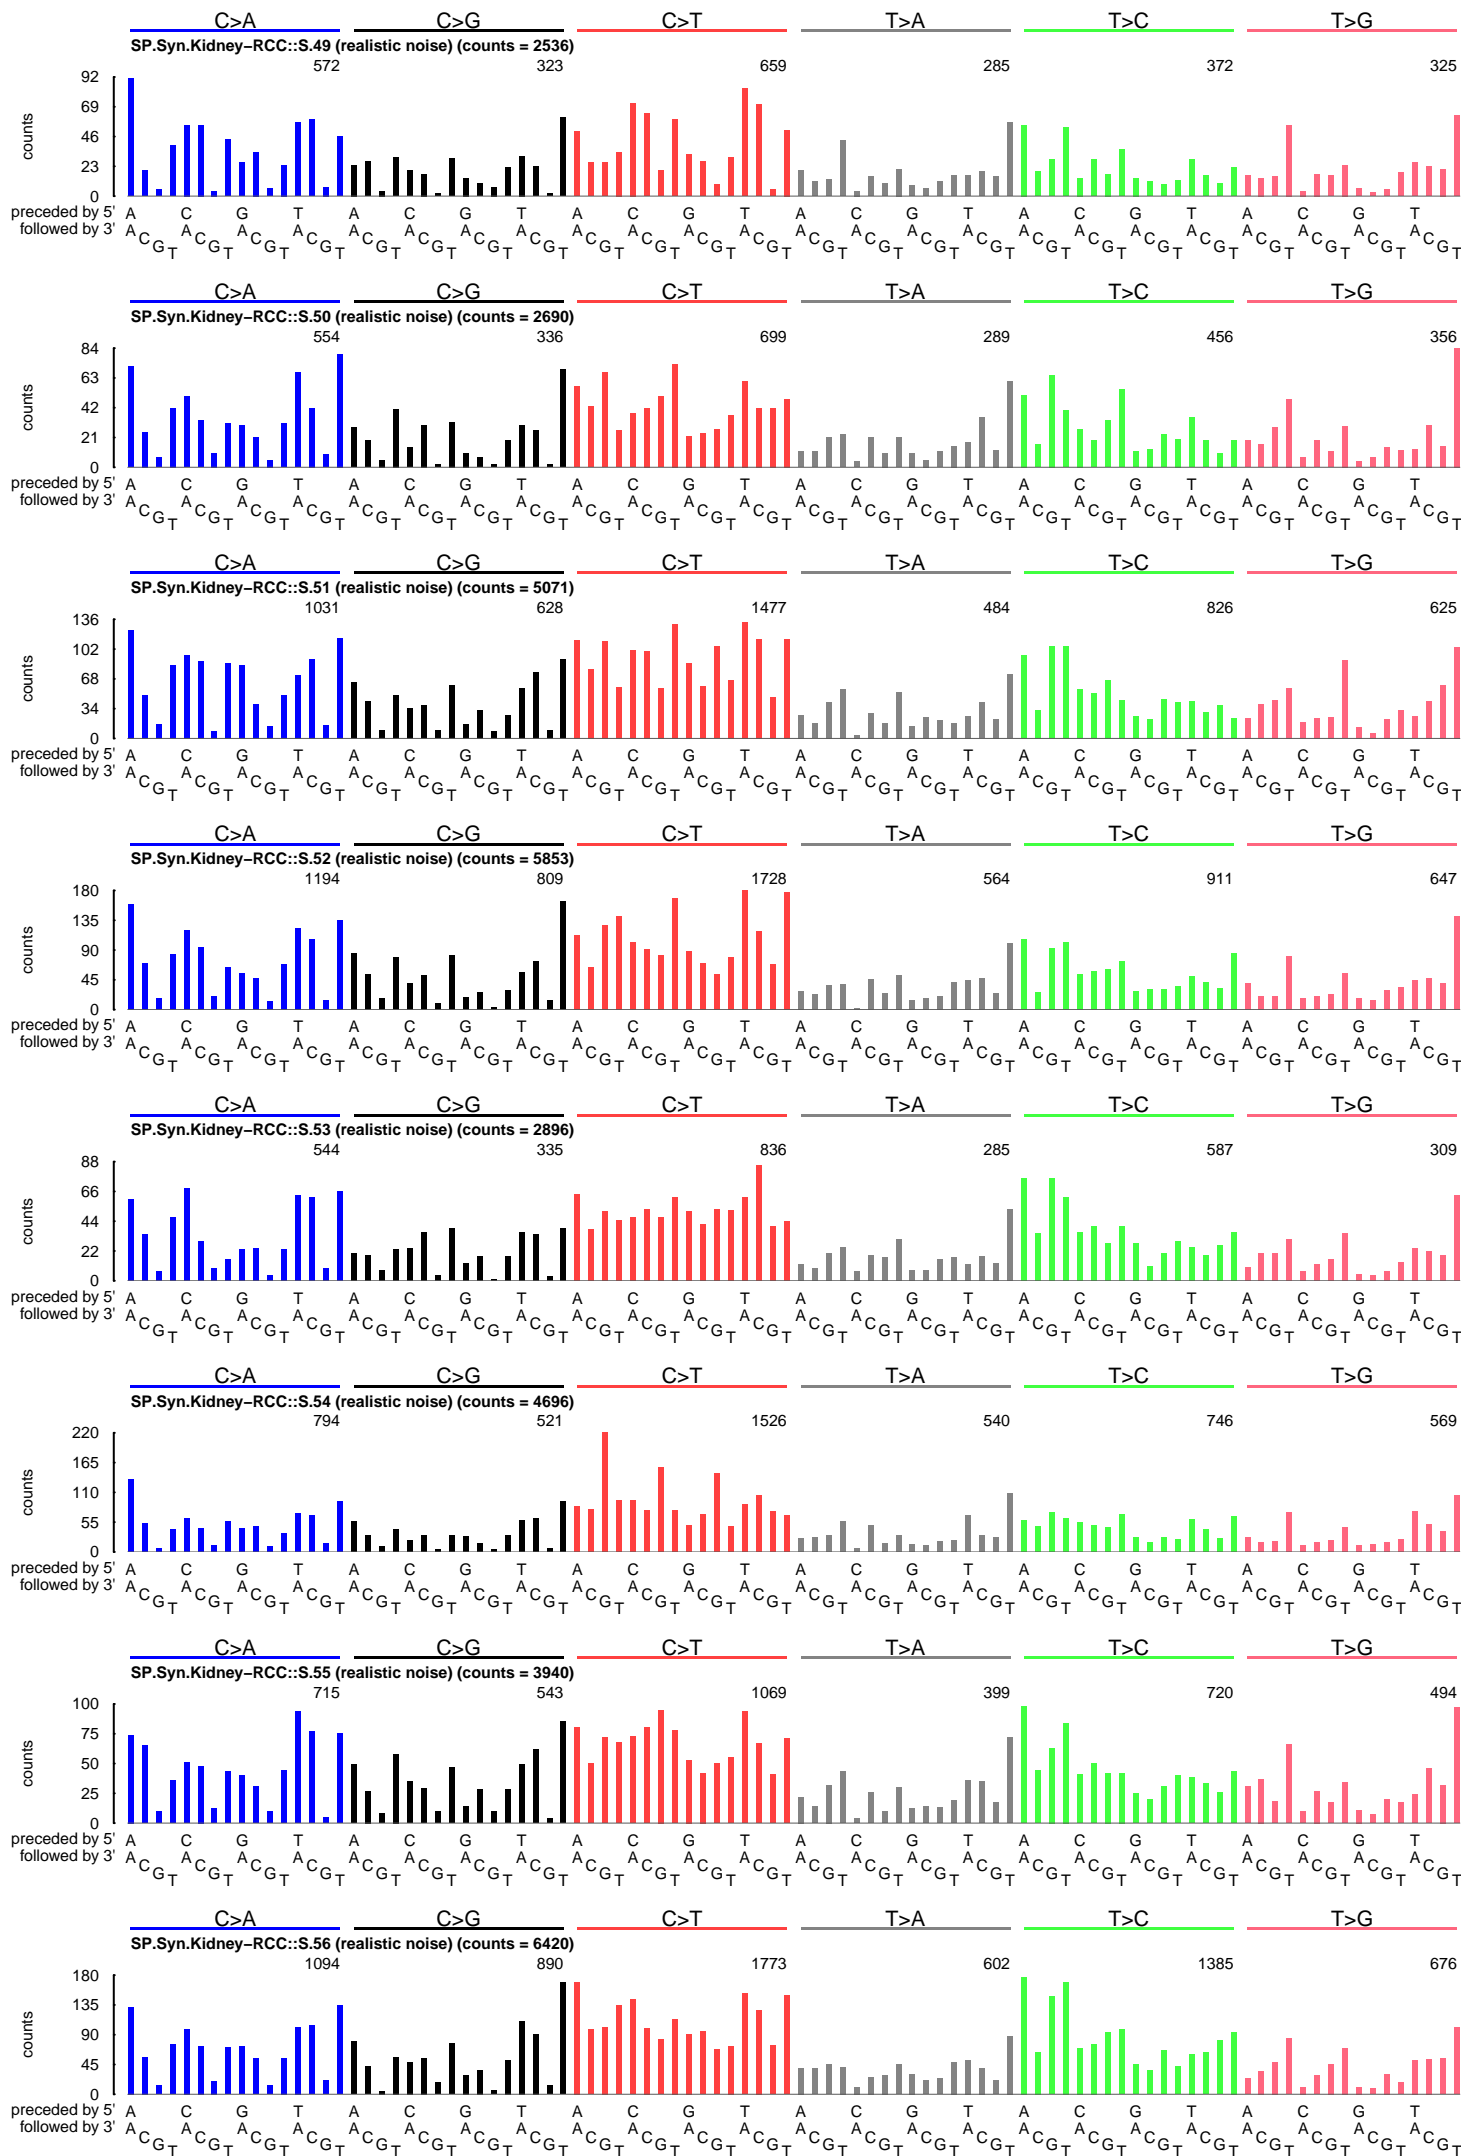 C>A C>G C>T T>A T>C T>G
SP.Syn.Kidney−RCC::S.49 (realistic noise) (counts = 2536)
572 323 659 285 372 325
92
69
46
23
0
counts
preceded by 5' A C G T A C G T A C G T A C G T A C G T A C G T
followed by 3' A C G T A C G T A C G T A C G T A C G T A C G T A C G T A C G T A C G T A C G T A C G T A C G T A C G T A C G T A C G T A C G T A C G T A C G T A C G T A C G T A C G T A C G T A C G T A C G T
C>A C>G C>T T>A T>C T>G
SP.Syn.Kidney−RCC::S.50 (realistic noise) (counts = 2690)
554 336 699 289 456 356
84
63
42
21
0
counts
preceded by 5' A C G T A C G T A C G T A C G T A C G T A C G T
followed by 3' A C G T A C G T A C G T A C G T A C G T A C G T A C G T A C G T A C G T A C G T A C G T A C G T A C G T A C G T A C G T A C G T A C G T A C G T A C G T A C G T A C G T A C G T A C G T A C G T
C>A C>G C>T T>A T>C T>G
SP.Syn.Kidney−RCC::S.51 (realistic noise) (counts = 5071)
1031 628 1477 484 826 625
136
102
68
34
0
counts
preceded by 5' A C G T A C G T A C G T A C G T A C G T A C G T
followed by 3' A C G T A C G T A C G T A C G T A C G T A C G T A C G T A C G T A C G T A C G T A C G T A C G T A C G T A C G T A C G T A C G T A C G T A C G T A C G T A C G T A C G T A C G T A C G T A C G T
C>A C>G C>T T>A T>C T>G
SP.Syn.Kidney−RCC::S.52 (realistic noise) (counts = 5853)
1194 809 1728 564 911 647
180
135
90
45
0
counts
preceded by 5' A C G T A C G T A C G T A C G T A C G T A C G T
followed by 3' A C G T A C G T A C G T A C G T A C G T A C G T A C G T A C G T A C G T A C G T A C G T A C G T A C G T A C G T A C G T A C G T A C G T A C G T A C G T A C G T A C G T A C G T A C G T A C G T
C>A C>G C>T T>A T>C T>G
SP.Syn.Kidney−RCC::S.53 (realistic noise) (counts = 2896)
544 335 836 285 587 309
88
66
44
22
0
counts
preceded by 5' A C G T A C G T A C G T A C G T A C G T A C G T
followed by 3' A C G T A C G T A C G T A C G T A C G T A C G T A C G T A C G T A C G T A C G T A C G T A C G T A C G T A C G T A C G T A C G T A C G T A C G T A C G T A C G T A C G T A C G T A C G T A C G T
C>A C>G C>T T>A T>C T>G
SP.Syn.Kidney−RCC::S.54 (realistic noise) (counts = 4696)
794 521 1526 540 746 569
220
165
110
55
0
counts
preceded by 5' A C G T A C G T A C G T A C G T A C G T A C G T
followed by 3' A C G T A C G T A C G T A C G T A C G T A C G T A C G T A C G T A C G T A C G T A C G T A C G T A C G T A C G T A C G T A C G T A C G T A C G T A C G T A C G T A C G T A C G T A C G T A C G T
C>A C>G C>T T>A T>C T>G
SP.Syn.Kidney−RCC::S.55 (realistic noise) (counts = 3940)
715 543 1069 399 720 494
100
75
50
25
0
counts
preceded by 5' A C G T A C G T A C G T A C G T A C G T A C G T
followed by 3' A C G T A C G T A C G T A C G T A C G T A C G T A C G T A C G T A C G T A C G T A C G T A C G T A C G T A C G T A C G T A C G T A C G T A C G T A C G T A C G T A C G T A C G T A C G T A C G T
C>A C>G C>T T>A T>C T>G
SP.Syn.Kidney−RCC::S.56 (realistic noise) (counts = 6420)
1094 890 1773 602 1385 676
180
135
90
45
0
counts
preceded by 5' A C G T A C G T A C G T A C G T A C G T A C G T
followed by 3' A C G T A C G T A C G T A C G T A C G T A C G T A C G T A C G T A C G T A C G T A C G T A C G T A C G T A C G T A C G T A C G T A C G T A C G T A C G T A C G T A C G T A C G T A C G T A C G T